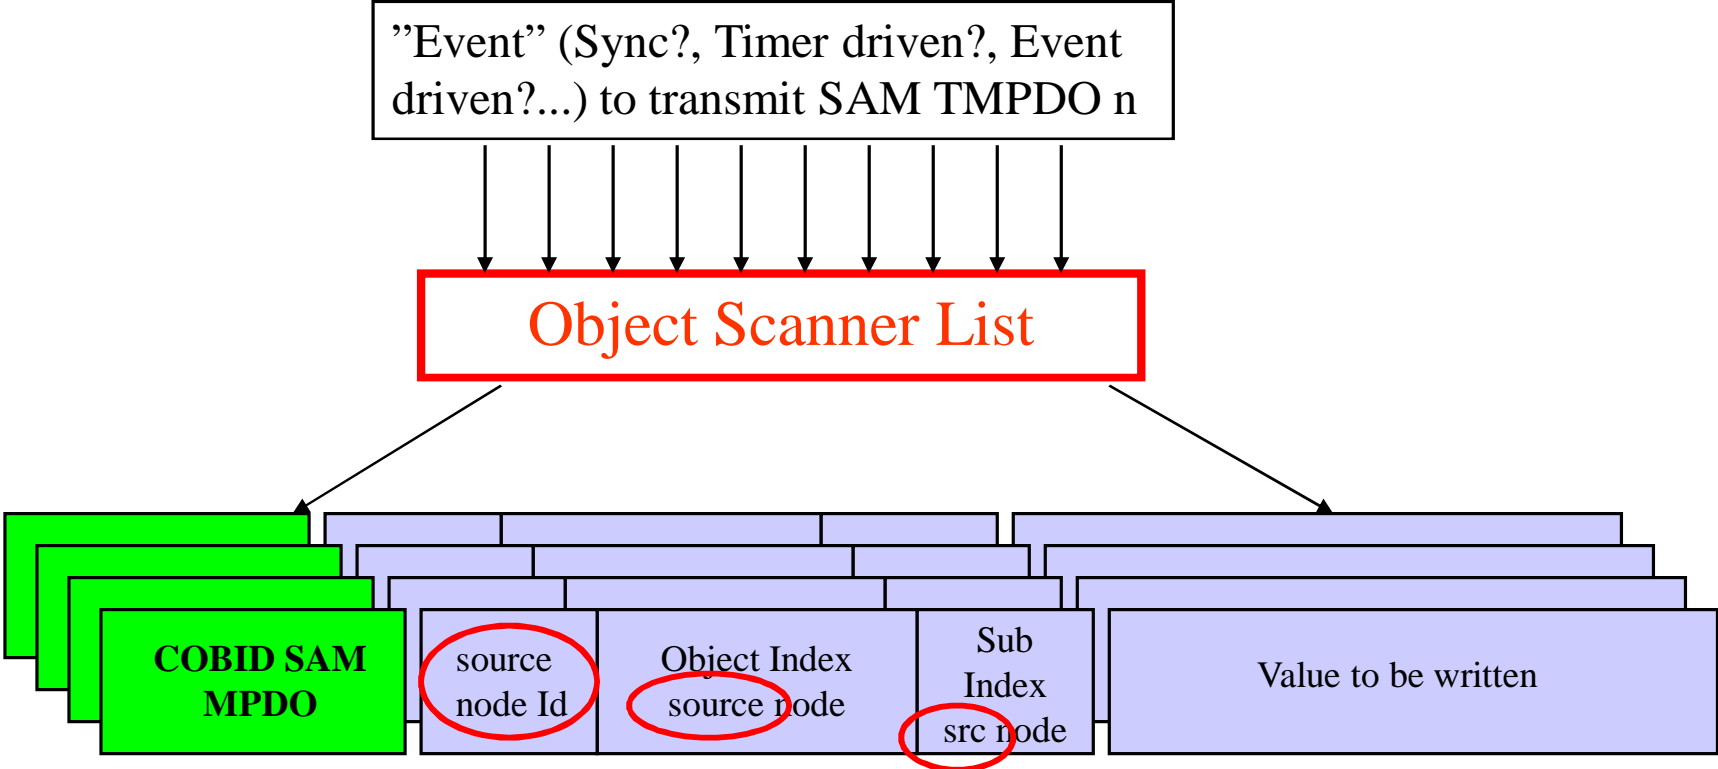 ”Event” (Sync?, Timer driven?, Event
driven?...) to transmit SAM TMPDO n
Object Scanner List
COBID SAM
MPDO
source
node Id
Object Index
source node
Sub
Index
src node
Value to be written